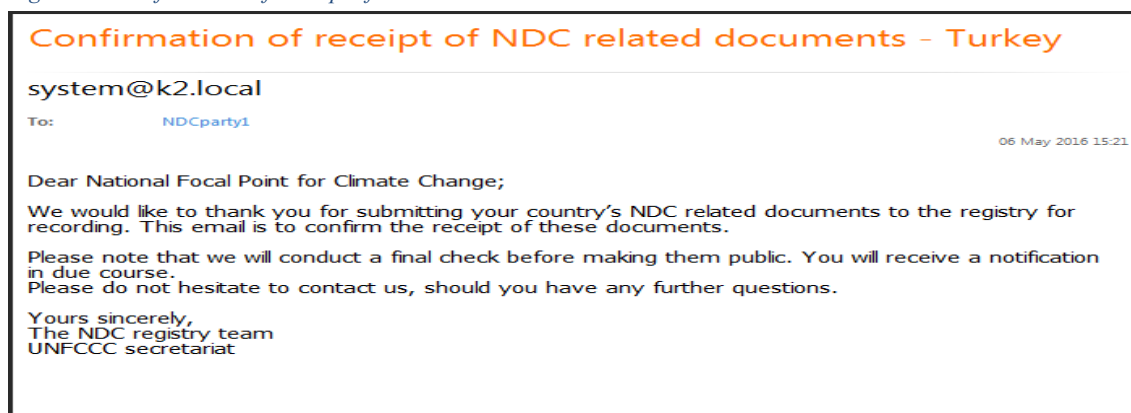 Confirmation of receipt of NDC related documents - Turkey
system@k2.local
To: NDCparty1
06 May 2016 15:21
Dear National Focal Point for Climate Change;
We would like to thank you for submitting your country's NDC related documents to the registry for
recording. This email is to confirm the receipt of these documents.
Please note that we will conduct a final check before making them public. You will receive a notification
in due course.
Please do not hesitate to contact us, should you have any further questions.
Yours sincerely,
The NDC registry team
UNFCCC secretariat